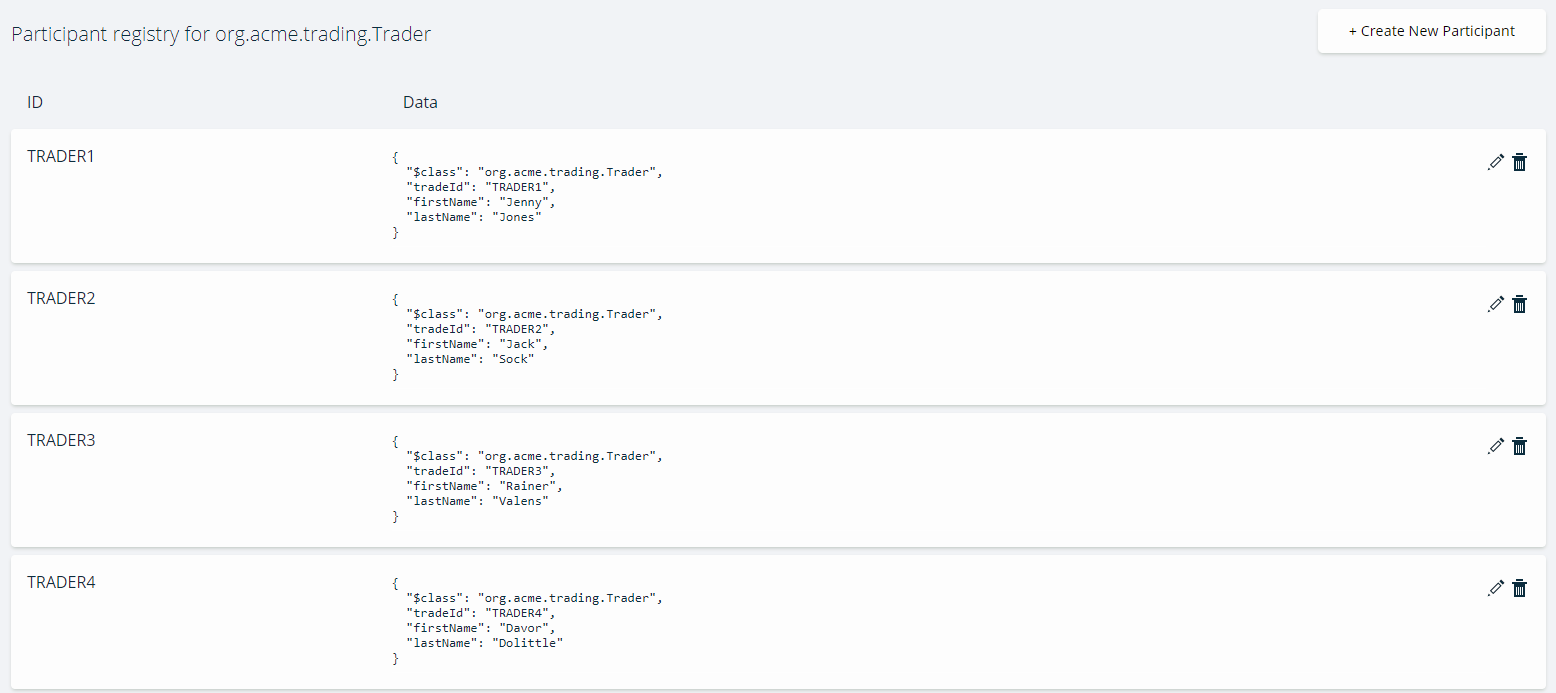 Participant registry for org.acme.trading.Trader
+ Create New Participant
ID Data
TRADER1
{
"$class": "org.acme.trading.Trader",
"tradeId": "TRADER1",
"firstName": "Jenny",
"lastName": "Jones"
}
TRADER2
{
"$class": "org.acme.trading.Trader",
"tradeId": "TRADER2",
"firstName": "Jack",
"lastName": "Sock"
}
TRADER3
{
"$class": "org.acme.trading.Trader",
"tradeId": "TRADER3",
"firstName": "Rainer",
"lastName": "Valens"
}
TRADER4
{
"$class": "org.acme.trading.Trader",
"tradeId": "TRADER4",
"firstName": "Davor",
"lastName": "Dolittle"
}